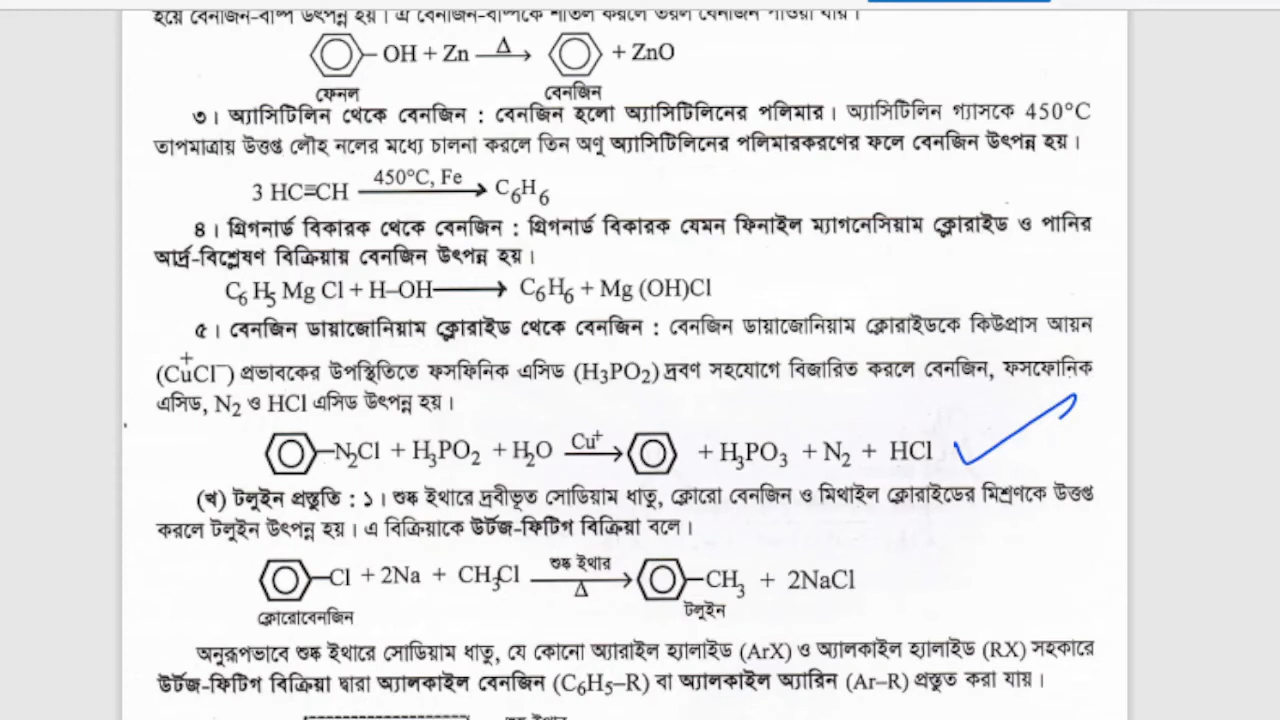 হয়ে বেনজিন-বাষ্প উৎপন্ন হয়। এ বেনজিন-বাষ্পকে শীতল করলে তরল বেনজিন পাওয়া যায়।
OH + Zn Δ + ZnO
ফেনল বেনজিন
৩। অ্যাসিটিলিন থেকে বেনজিন : বেনজিন হলো অ্যাসিটিলিনের পলিমার। অ্যাসিটিলিন গ্যাসকে 450°C
তাপমাত্রায় উত্তপ্ত লৌহ নলের মধ্যে চালনা করলে তিন অণু অ্যাসিটিলিনের পলিমারকরণের ফলে বেনজিন উৎপন্ন হয়।
3 HC≡CH 450°C, Fe → C6H6
৪। গ্রিগনার্ড বিকারক থেকে বেনজিন : গ্রিগনার্ড বিকারক যেমন ফিনাইল ম্যাগনেসিয়াম ক্লোরাইড ও পানির
আর্দ্র-বিশ্লেষণ বিক্রিয়ায় বেনজিন উৎপন্ন হয়।
C6 H5 Mg Cl + H–OH → C6H6 + Mg (OH)Cl
৫। বেনজিন ডায়াজোনিয়াম ক্লোরাইড থেকে বেনজিন : বেনজিন ডায়াজোনিয়াম ক্লোরাইডকে কিউপ্রাস আয়ন
(Cu+Cl–) প্রভাবকের উপস্থিতিতে ফসফিনিক এসিড (H3PO2) দ্রবণ সহযোগে বিজারিত করলে বেনজিন, ফসফোনিক
এসিড, N2 ও HCl এসিড উৎপন্ন হয়।
–N2Cl + H3PO2 + H2O Cu+ → + H3PO3 + N2 + HCl
(খ) টলুইন প্রস্তুতি : ১। শুষ্ক ইথারে দ্রবীভূত সোডিয়াম ধাতু, ক্লোরো বেনজিন ও মিথাইল ক্লোরাইডের মিশ্রণকে উত্তপ্ত
করলে টলুইন উৎপন্ন হয়। এ বিক্রিয়াকে উর্টজ-ফিটিগ বিক্রিয়া বলে।
–Cl + 2Na + CH3Cl শুষ্ক ইথার Δ → –CH3 + 2NaCl
ক্লোরোবেনজিন টলুইন
অনুরূপভাবে শুষ্ক ইথারে সোডিয়াম ধাতু, যে কোনো অ্যারাইল হ্যালাইড (ArX) ও অ্যালকাইল হ্যালাইড (RX) সহকারে
উর্টজ-ফিটিগ বিক্রিয়া দ্বারা অ্যালকাইল বেনজিন (C6H5–R) বা অ্যালকাইল অ্যারিন (Ar–R) প্রস্তুত করা যায়।